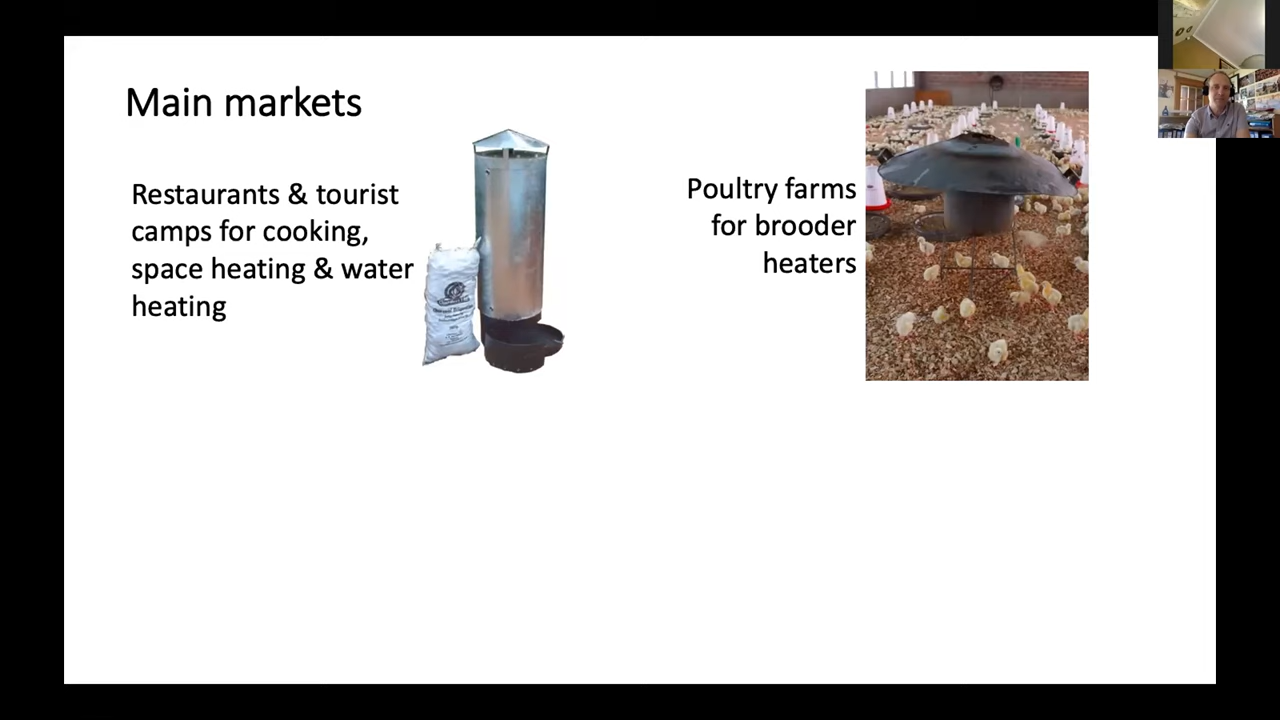 Main markets
Restaurants & tourist
camps for cooking,
space heating & water
heating
Poultry farms
for brooder
heaters